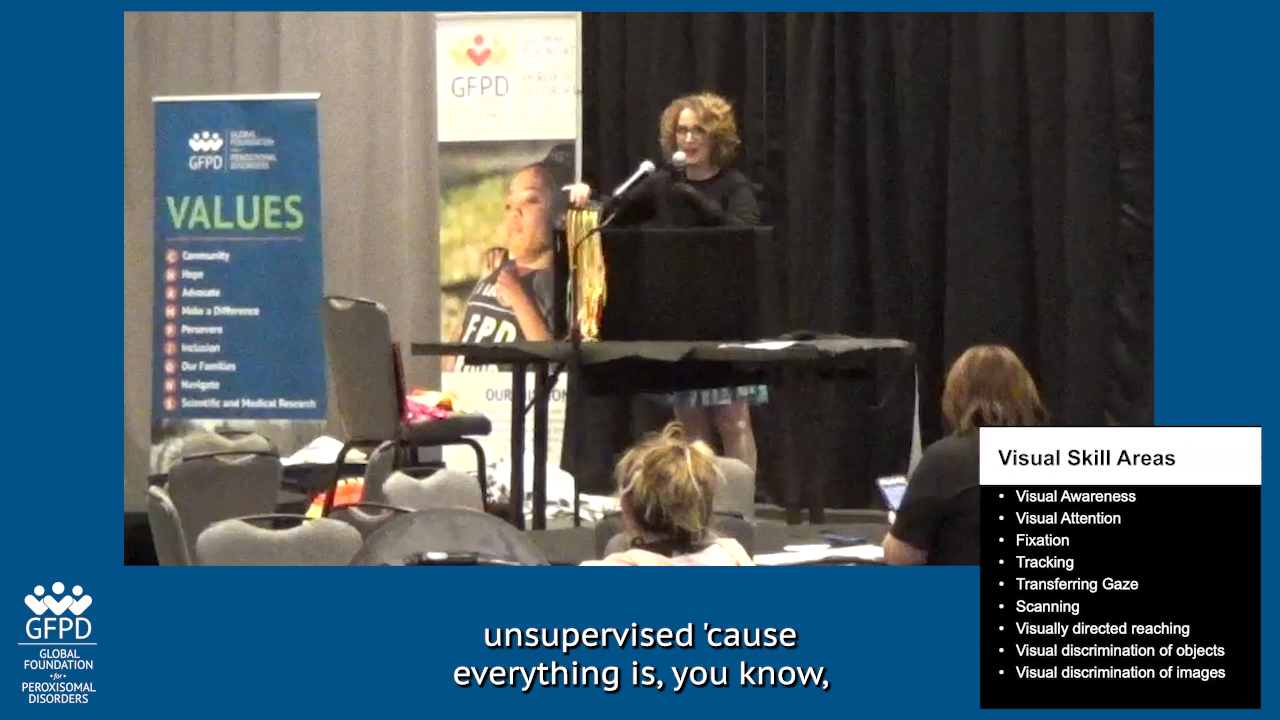 GFPD
GLOBAL
FOUNDATION
for
PEROXISOMAL
DISORDERS
VALUES
Community
Hope
Advocate
Make a Difference
Persevere
Inclusion
Our Families
Navigate
Scientific and Medical Research
GFPD
OUR
Visual Skill Areas
• Visual Awareness
• Visual Attention
• Fixation
• Tracking
• Transferring Gaze
• Scanning
• Visually directed reaching
• Visual discrimination of objects
• Visual discrimination of images
GFPD
GLOBAL
FOUNDATION
•for•
PEROXISOMAL
DISORDERS
unsupervised 'cause
everything is, you know,